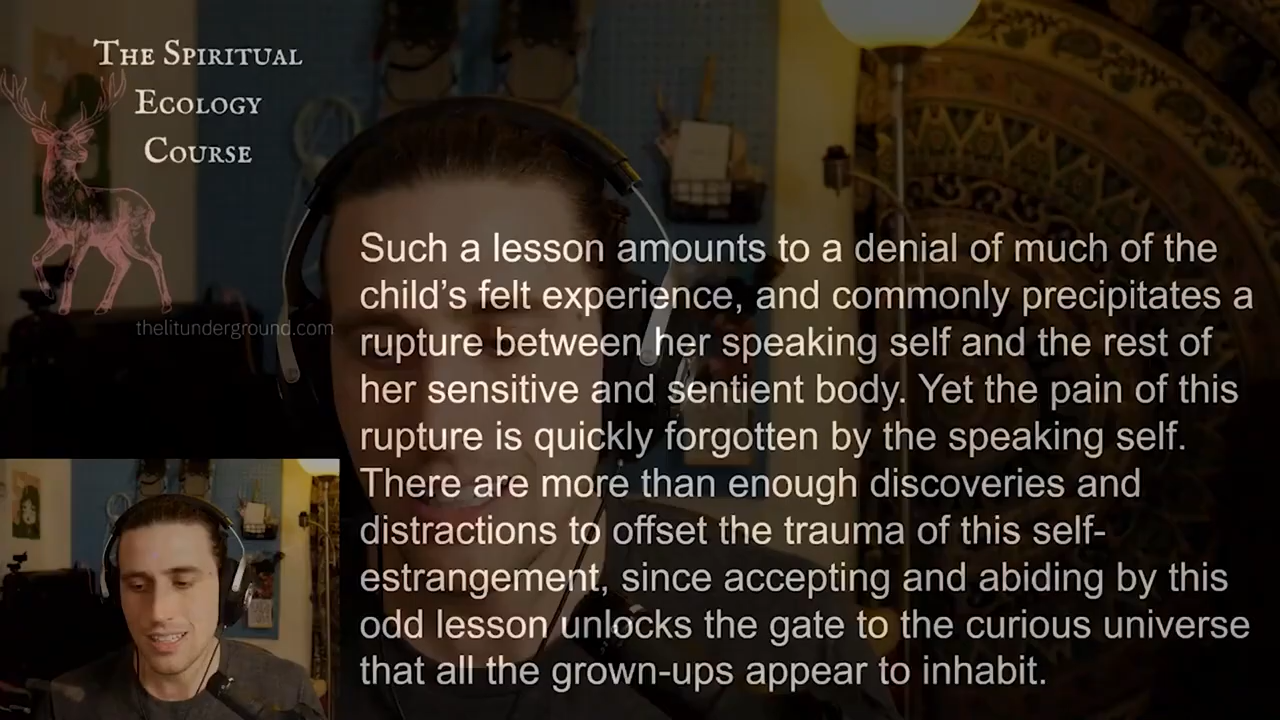 The Spiritual
Ecology
Course
thelitunderground.com
Such a lesson amounts to a denial of much of the
child’s felt experience, and commonly precipitates a
rupture between her speaking self and the rest of
her sensitive and sentient body. Yet the pain of this
rupture is quickly forgotten by the speaking self.
There are more than enough discoveries and
distractions to offset the trauma of this self-
estrangement, since accepting and abiding by this
odd lesson unlocks the gate to the curious universe
that all the grown-ups appear to inhabit.